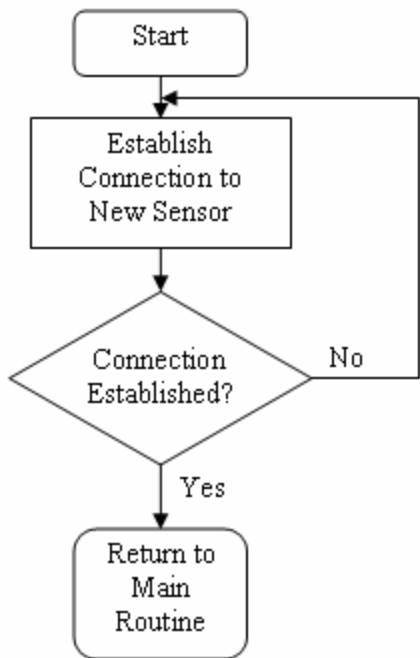 Start
Establish
Connection to
New Sensor
Connection
Established?
No
Yes
Return to
Main
Routine